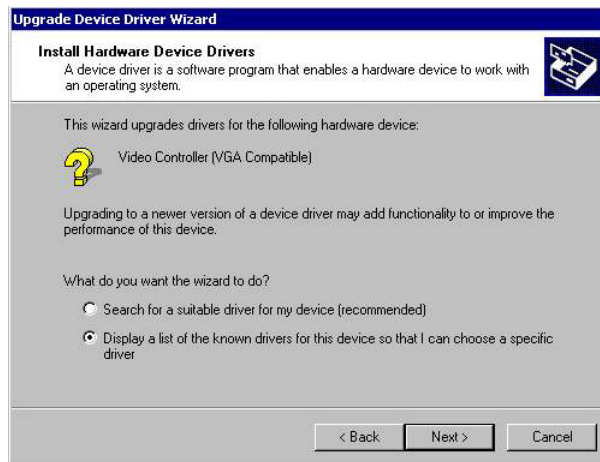 Upgrade Device Driver Wizard
Install Hardware Device Drivers
A device driver is a software program that enables a hardware device to work with
an operating system.
This wizard upgrades drivers for the following hardware device:
Video Controller (VGA Compatible)
Upgrading to a newer version of a device driver may add functionality to or improve the
performance of this device.
What do you want the wizard to do?
Search for a suitable driver for my device (recommended)
Display a list of the known drivers for this device so that I can choose a specific
driver
< Back Next > Cancel